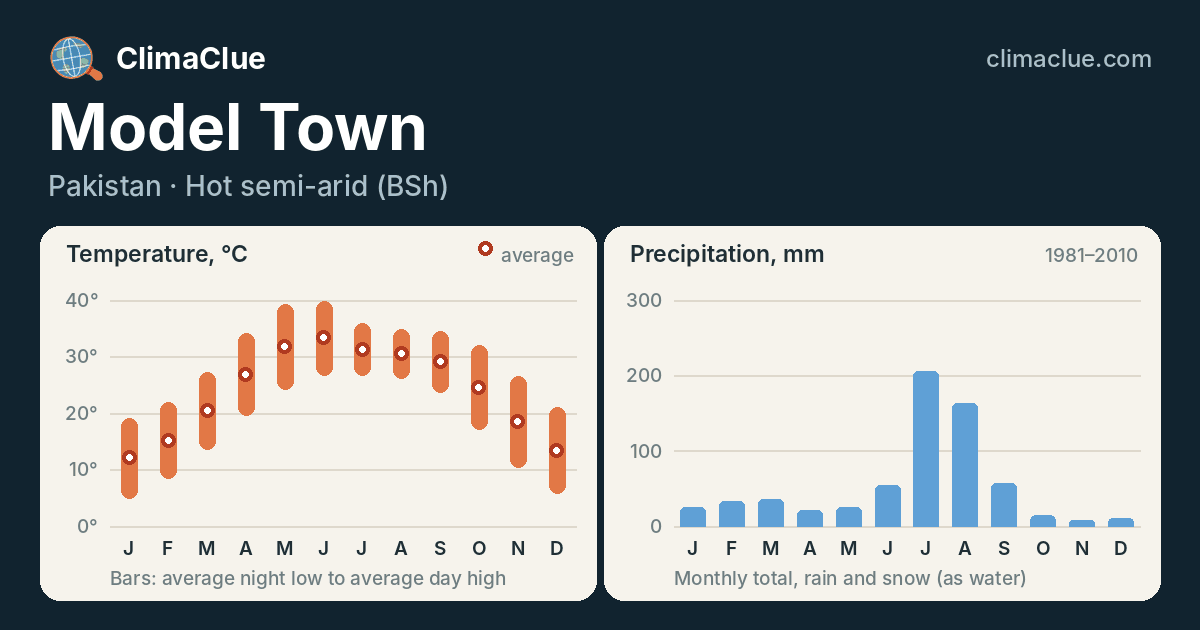 ClimaClue
climaclue.com
Model Town
Pakistan · Hot semi-arid (BSh)
Temperature, °C
average
40°
30°
20°
10°
0°
J F M A M J J A S O N D
Bars: average night low to average day high
Precipitation, mm
1981–2010
300
200
100
0
J F M A M J J A S O N D
Monthly total, rain and snow (as water)